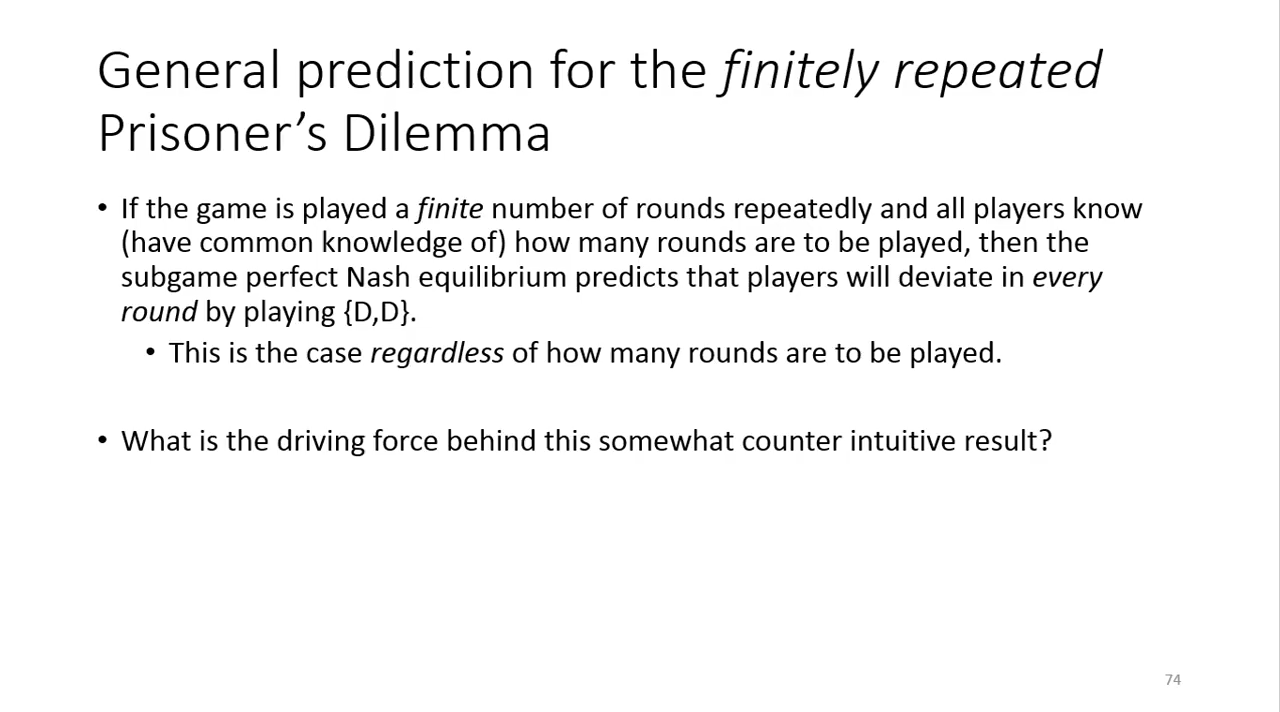 General prediction for the finitely repeated
Prisoner’s Dilemma
• If the game is played a finite number of rounds repeatedly and all players know
(have common knowledge of) how many rounds are to be played, then the
subgame perfect Nash equilibrium predicts that players will deviate in every
round by playing {D,D}.
• This is the case regardless of how many rounds are to be played.
• What is the driving force behind this somewhat counter intuitive result?
74